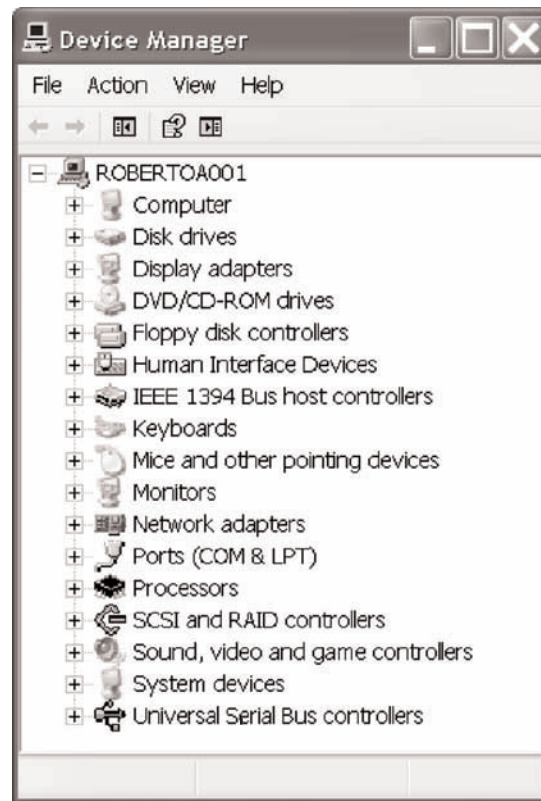 Device Manager
File Action View Help
ROBERTOA001
Computer
Disk drives
Display adapters
DVD/CD-ROM drives
Floppy disk controllers
Human Interface Devices
IEEE 1394 Bus host controllers
Keyboards
Mice and other pointing devices
Monitors
Network adapters
Ports (COM & LPT)
Processors
SCSI and RAID controllers
Sound, video and game controllers
System devices
Universal Serial Bus controllers